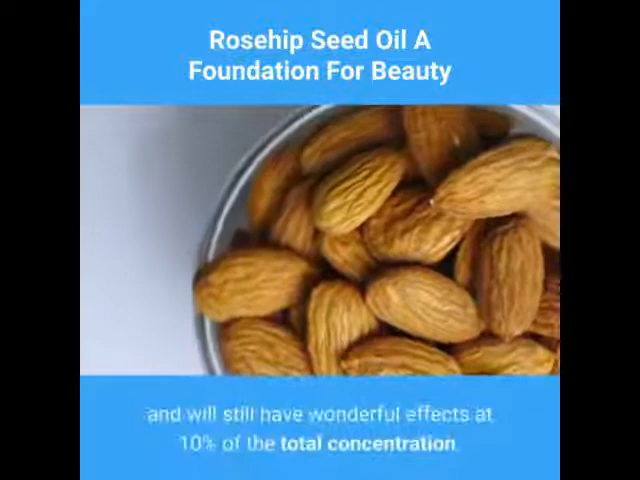 Rosehip Seed Oil A
Foundation For Beauty
and will still have wonderful effects at
10% of the total concentration